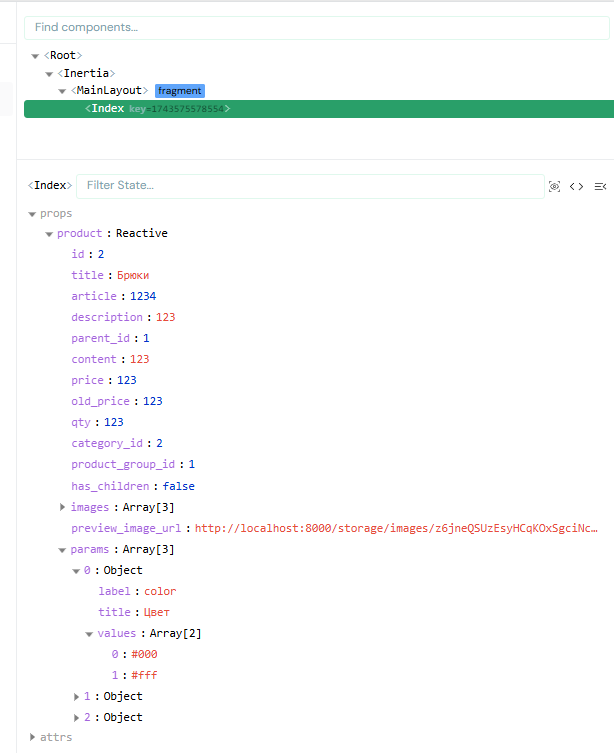 Find components...
<Root>
<Inertia>
<MainLayout> fragment
<Index key=1743575578554>
<Index> Filter State...
props
product : Reactive
id : 2
title : Брюки
article : 1234
description : 123
parent_id : 1
content : 123
price : 123
old_price : 123
qty : 123
category_id : 2
product_group_id : 1
has_children : false
images : Array[3]
preview_image_url : http://localhost:8000/storage/images/z6jneQSUzEsyHCqKOxSgciNc…
params : Array[3]
0 : Object
label : color
title : Цвет
values : Array[2]
0 : #000
1 : #fff
1 : Object
2 : Object
attrs